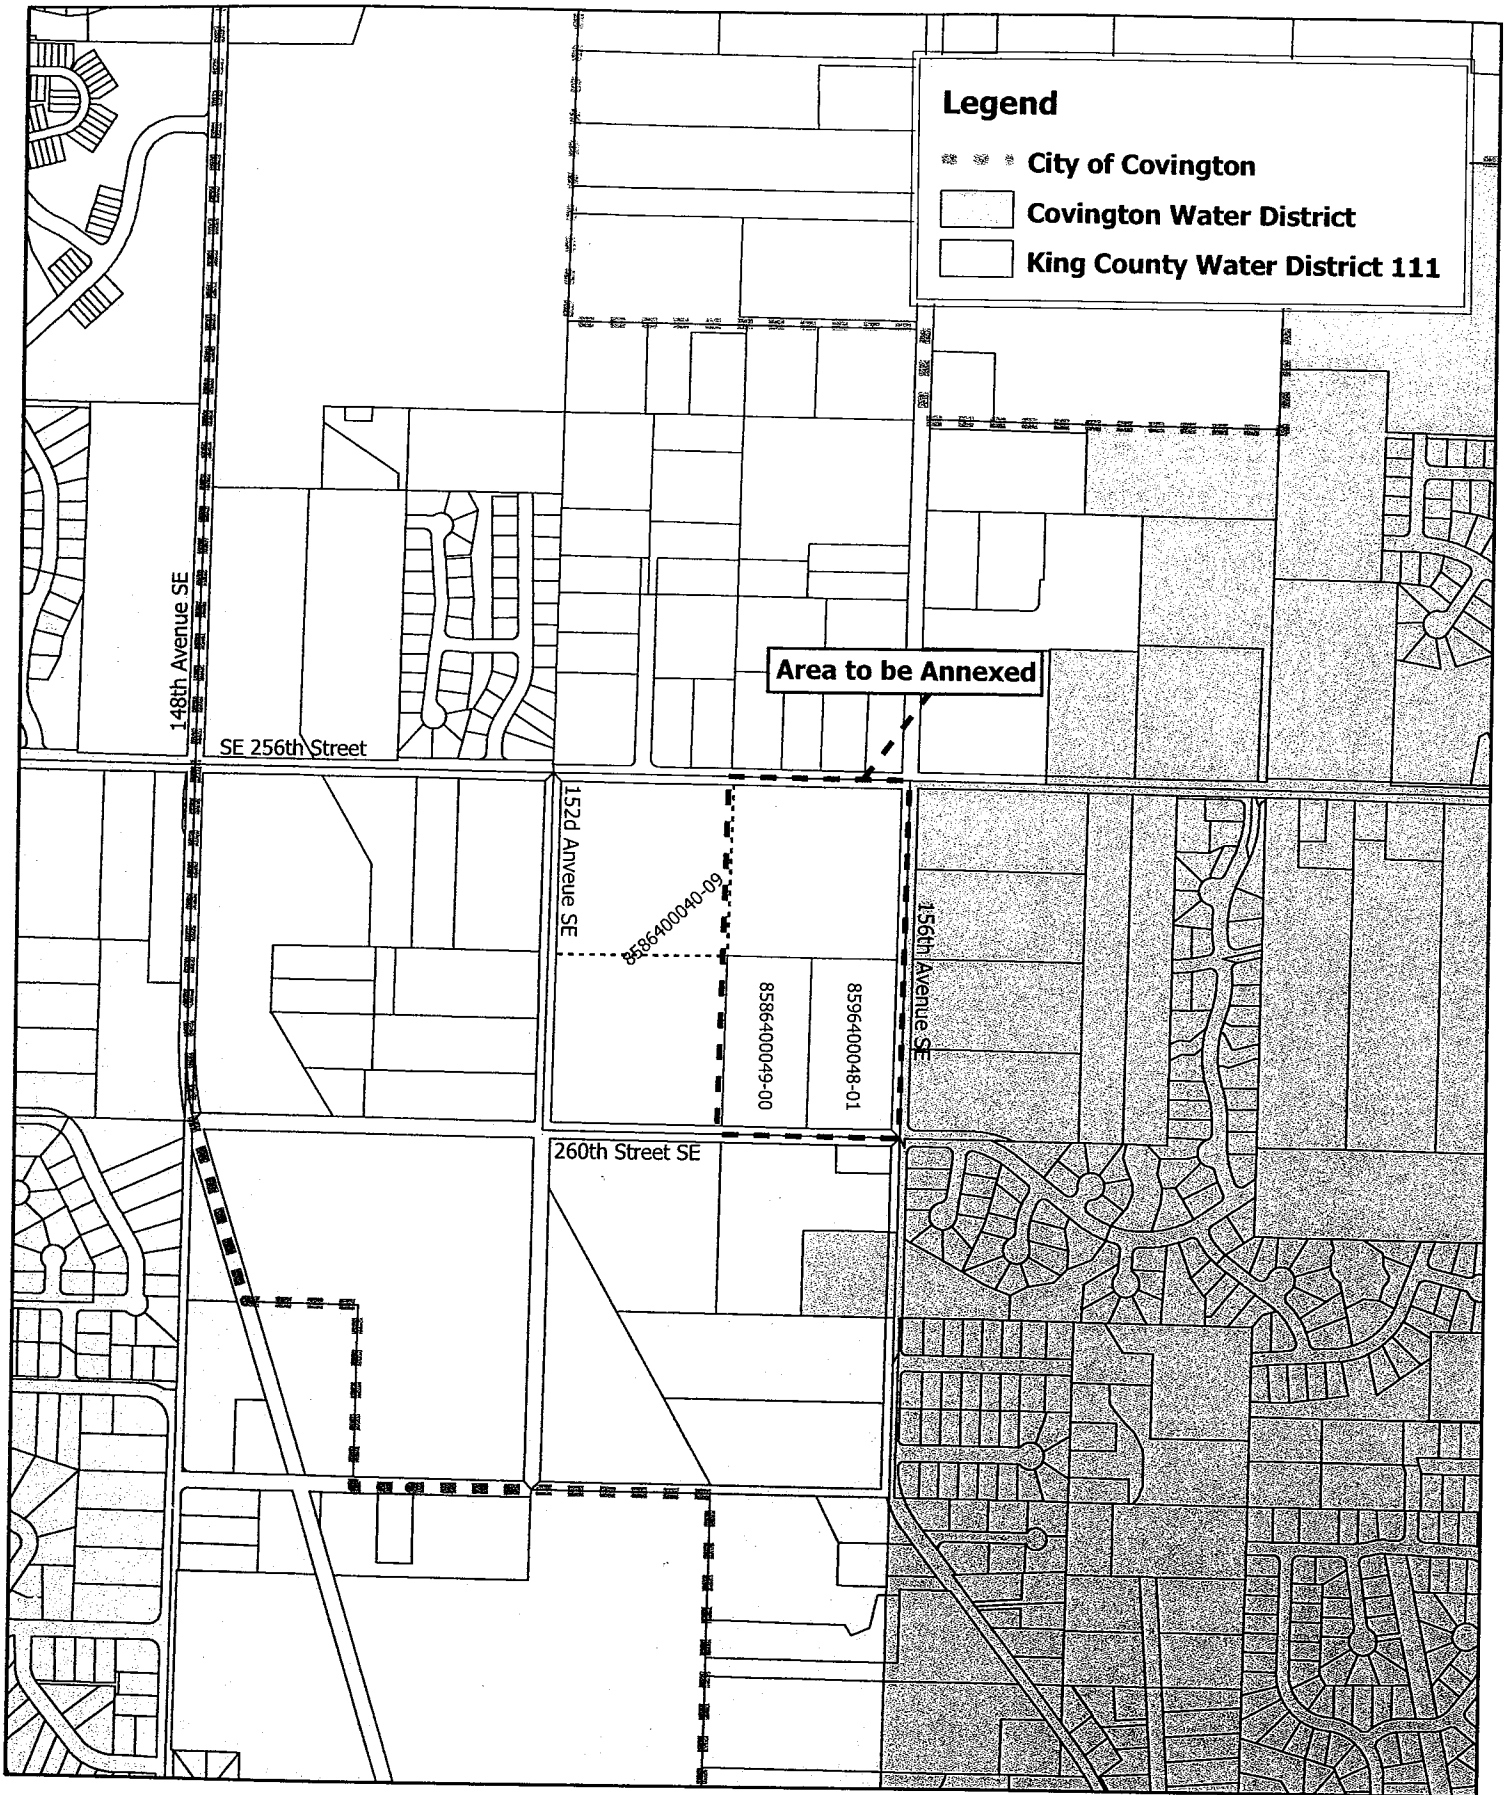 Legend
City of Covington
Covington Water District
King County Water District 111
148th Avenue SE
Area to be Annexed
SE 256th Street
152d Anveue SE
8586400040-09
156th Avenue SE
8586400049-00
8596400048-01
260th Street SE